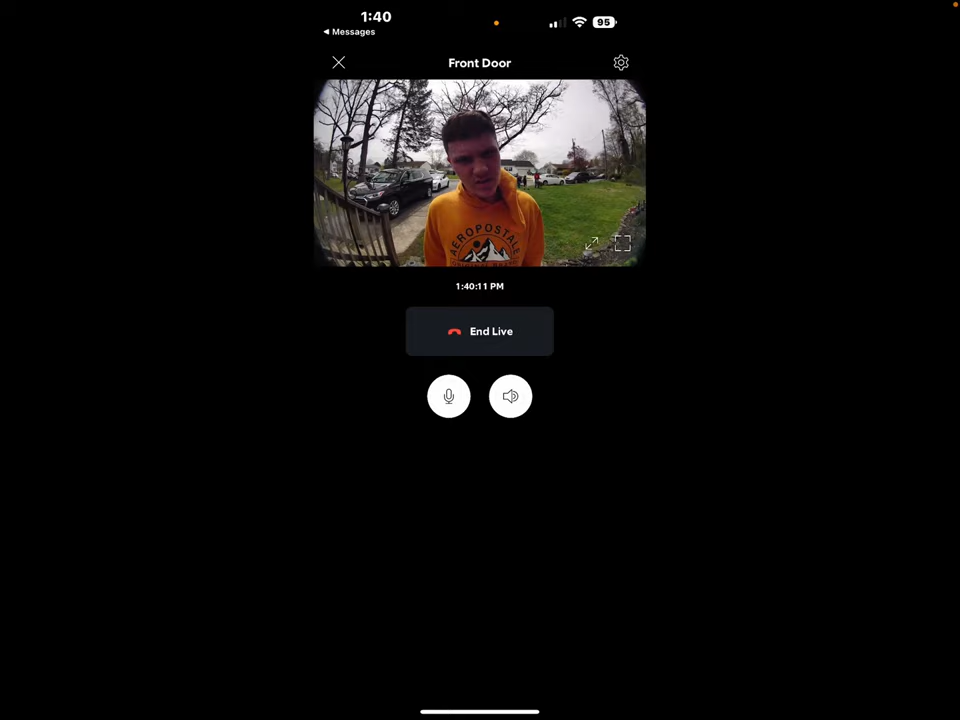 1:40
95
Messages
Front Door
AEROPOSTALE
1:40:11 PM
End Live